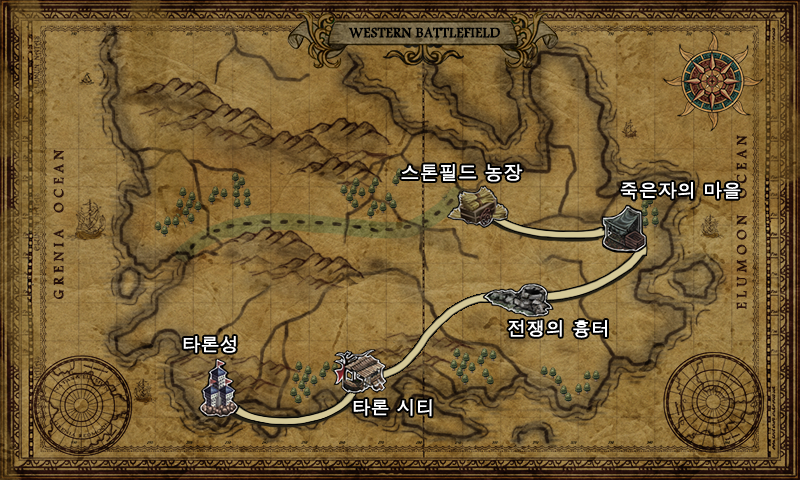 WESTERN BATTLEFIELD
스톤필드 농장
죽은자의 마을
GRENIA OCEAN
ELUMOON OCEAN
전쟁의 흉터
타론성
타론 시티